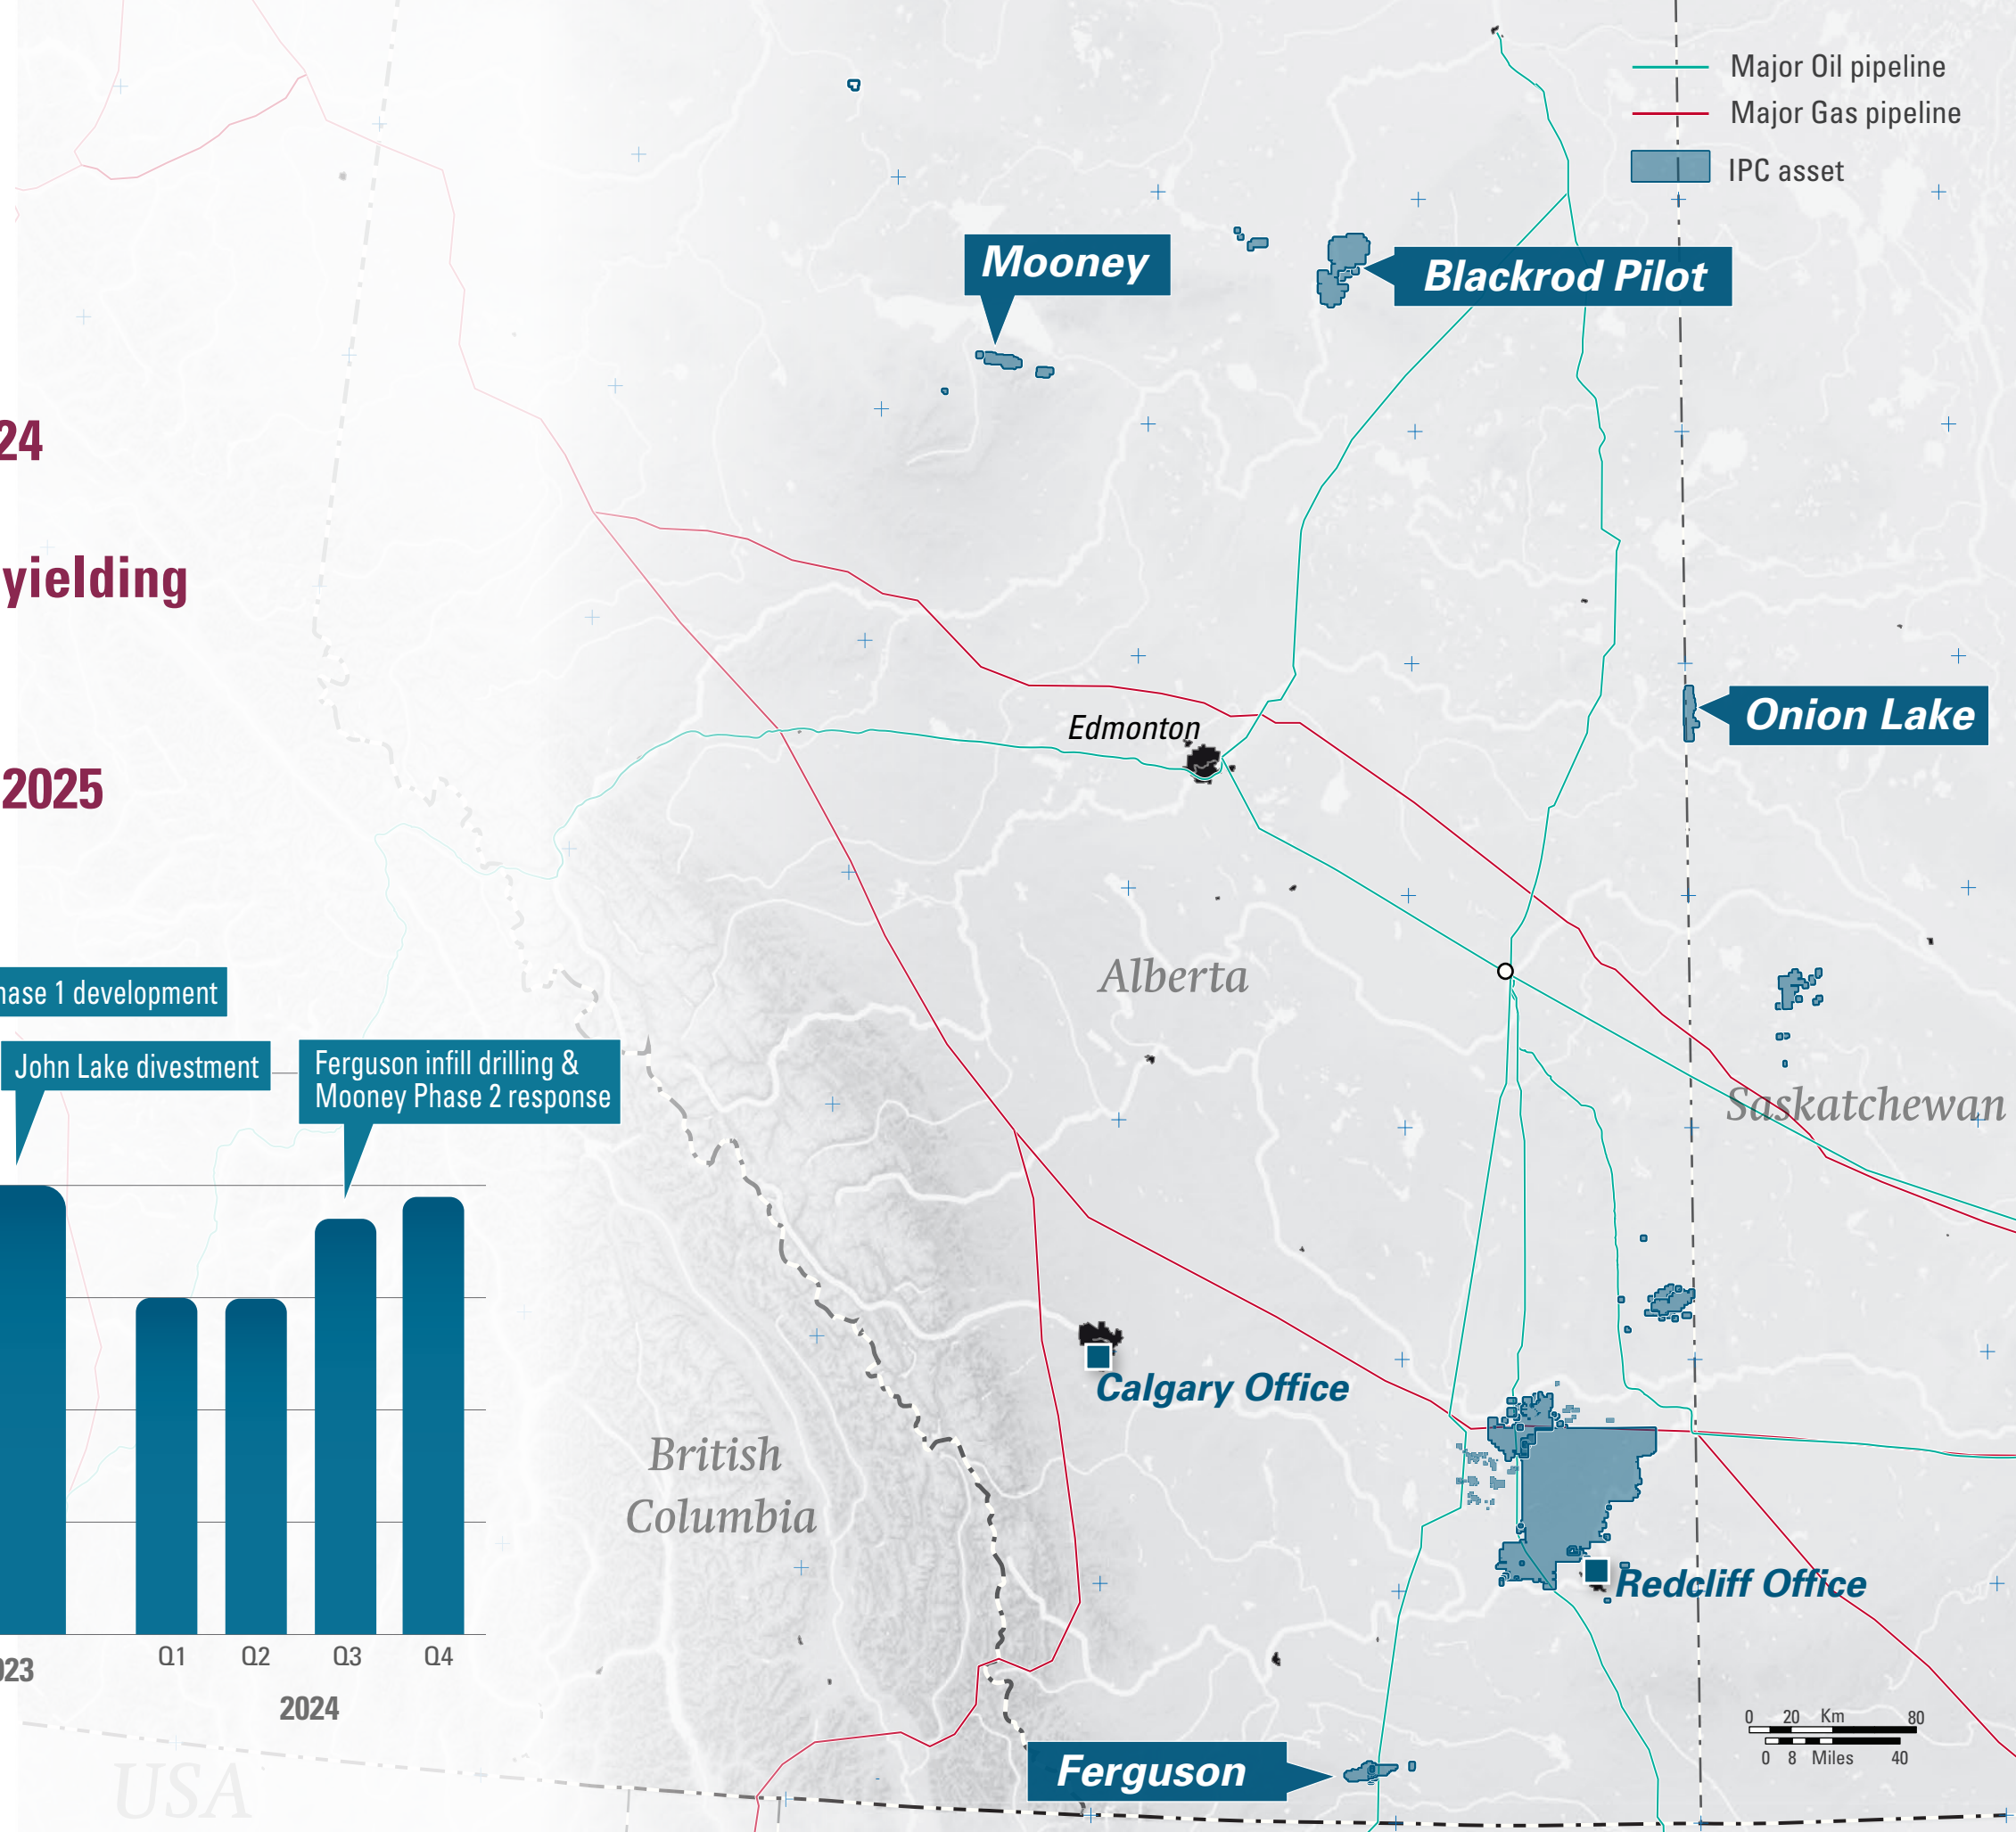 Major Oil pipeline
Major Gas pipeline
IPC asset
Mooney
Blackrod Pilot
24
yielding
Onion Lake
Edmonton
2025
Alberta
hase 1 development
John Lake divestment
Ferguson infill drilling &
Mooney Phase 2 response
Saskatchewan
Calgary Office
British
Columbia
Redcliff Office
Q1 Q2 Q3 Q4
023
2024
0 20 Km 80
0 8 Miles 40
Ferguson
USA